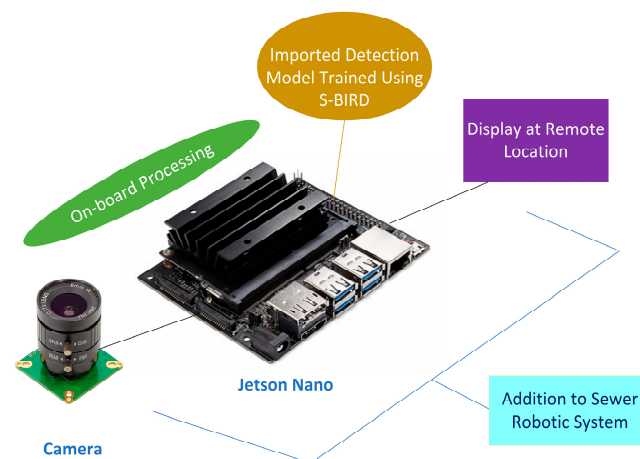 Imported Detection
Model Trained Using
S-BIRD
Display at Remote
Location
On-board Processing
Jetson Nano
Addition to Sewer
Robotic System
Camera